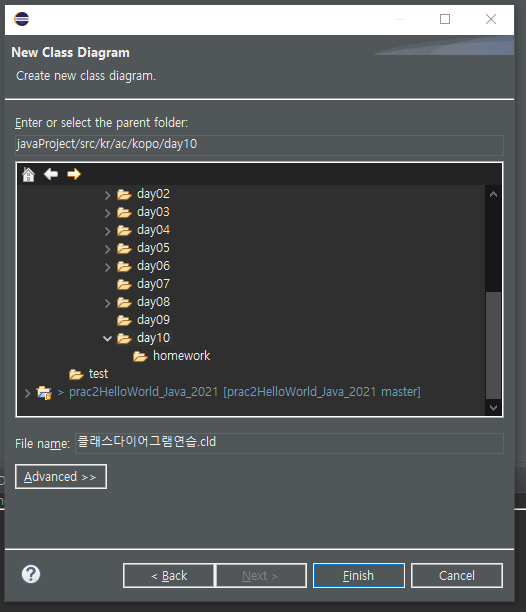 New Class Diagram
Create new class diagram.
Enter or select the parent folder:
javaProject/src/kr/ac/kopo/day10
day02
day03
day04
day05
day06
day07
day08
day09
day10
homework
test
> prac2HelloWorld_Java_2021 [prac2HelloWorld_Java_2021 master]
File name: 클래스다이어그램연습.cld
Advanced >>
< Back Next > Finish Cancel